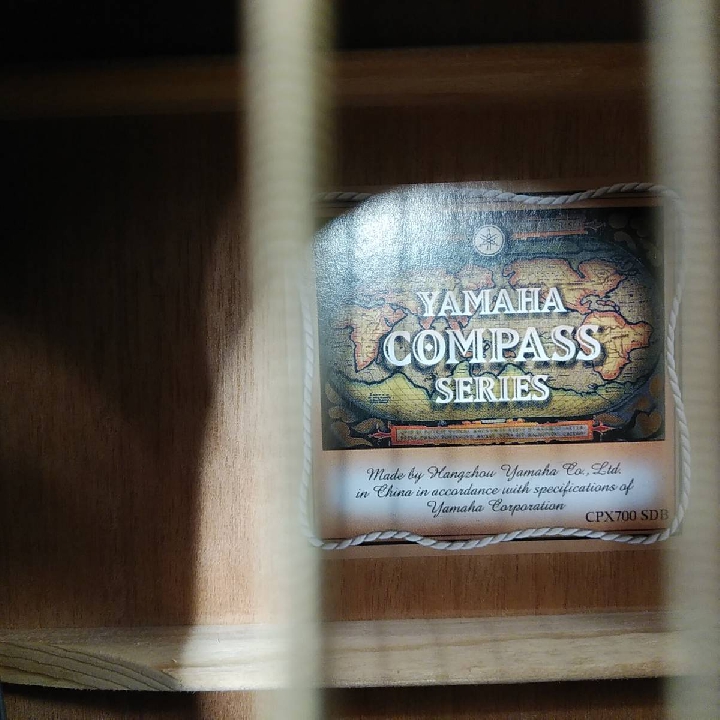 YAMAHA
COMPASS
SERIES
Made by Hangzhou Yamaha Co., Ltd.
in China in accordance with specifications of
Yamaha Corporation
CPX700 SDB